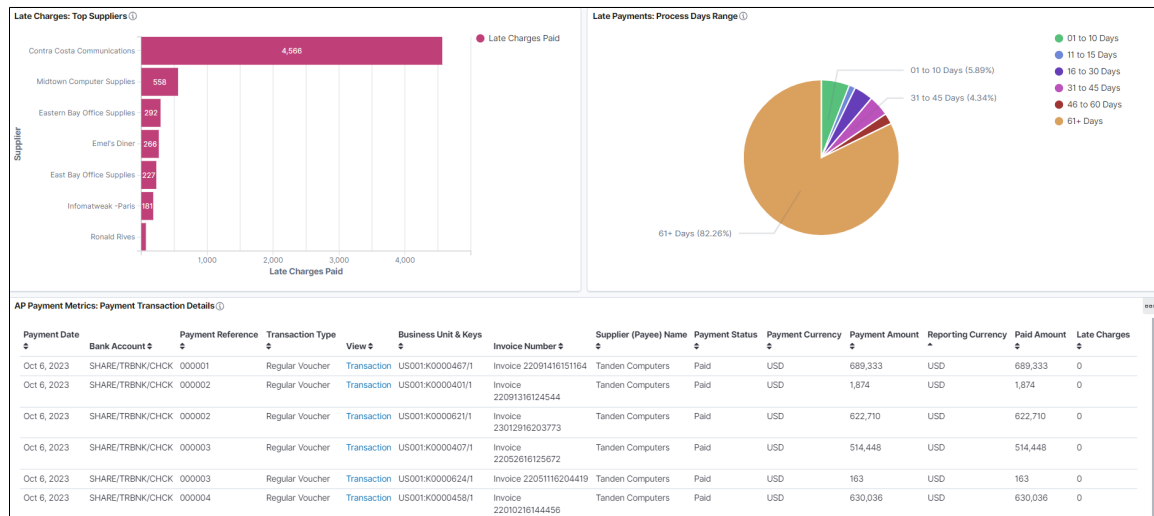 Late Charges: Top Suppliers
Contra Costa Communications
Midtown Computer Supplies
Eastern Bay Office Supplies
Emel's Diner
East Bay Office Supplies
Infomatweak -Paris
Ronald Rives
Supplier
4,566
558
292
266
227
181
1,000 2,000 3,000 4,000
Late Charges Paid
Late Charges Paid
Late Payments: Process Days Range
01 to 10 Days (5.89%)
31 to 45 Days (4.34%)
61+ Days (82.26%)
01 to 10 Days
11 to 15 Days
16 to 30 Days
31 to 45 Days
46 to 60 Days
61+ Days
AP Payment Metrics: Payment Transaction Details
Payment Date Bank Account Payment Reference Transaction Type View Business Unit & Keys Invoice Number Supplier (Payee) Name Payment Status Payment Currency Payment Amount Reporting Currency Paid Amount Late Charges
Oct 6, 2023 SHARE/TRBNK/CHCK 000001 Regular Voucher Transaction US001:K0000467/1 Invoice 22091416151164 Tanden Computers Paid USD 689,333 USD 689,333 0
Oct 6, 2023 SHARE/TRBNK/CHCK 000002 Regular Voucher Transaction US001:K0000401/1 Invoice Tanden Computers Paid USD 1,874 USD 1,874 0
22091316124544
Oct 6, 2023 SHARE/TRBNK/CHCK 000002 Regular Voucher Transaction US001:K0000621/1 Invoice Tanden Computers Paid USD 622,710 USD 622,710 0
23012916203773
Oct 6, 2023 SHARE/TRBNK/CHCK 000003 Regular Voucher Transaction US001:K0000407/1 Invoice Tanden Computers Paid USD 514,448 USD 514,448 0
22052616125672
Oct 6, 2023 SHARE/TRBNK/CHCK 000003 Regular Voucher Transaction US001:K0000624/1 Invoice 22051116204419 Tanden Computers Paid USD 163 USD 163 0
Oct 6, 2023 SHARE/TRBNK/CHCK 000004 Regular Voucher Transaction US001:K0000458/1 Invoice Tanden Computers Paid USD 630,036 USD 630,036 0
22010216144456